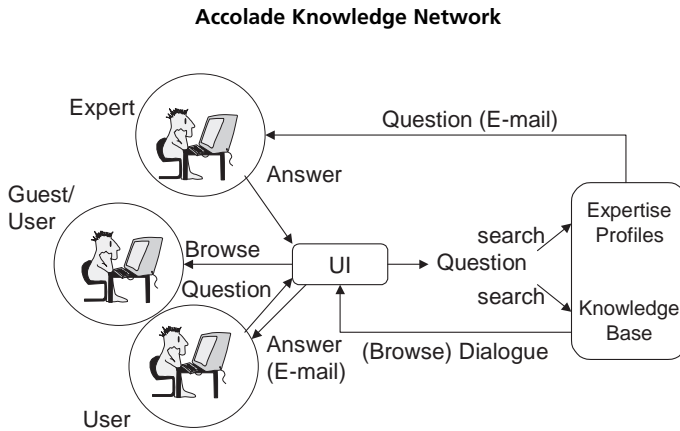 Accolade Knowledge Network
Expert
Question (E-mail)
Answer
Guest/
User
Expertise
Profiles
search
Browse
UI
Question
Question
search
Knowledge
Base
Answer
(E-mail)
(Browse) Dialogue
User